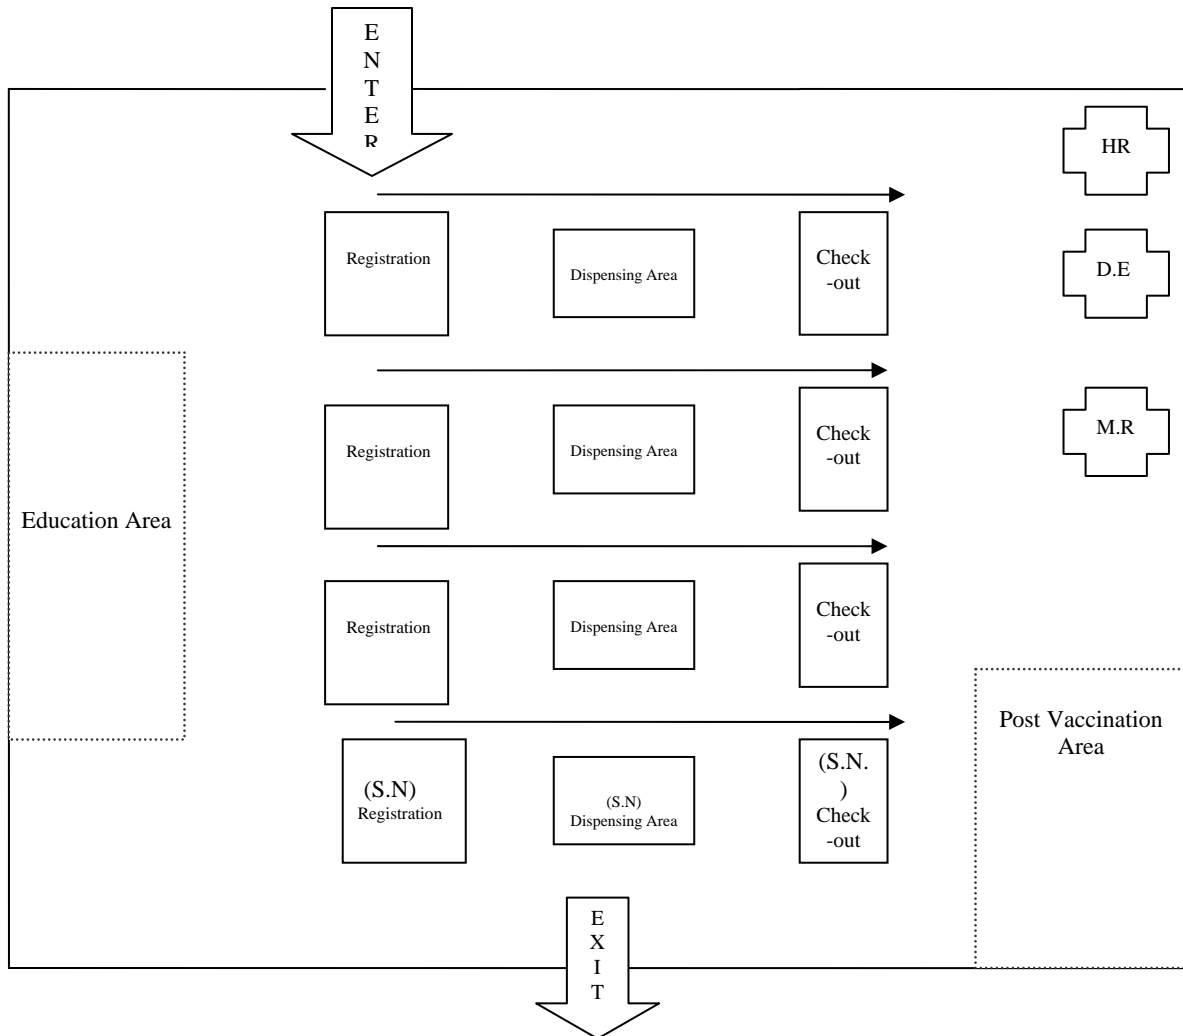 E
N
T
E
R
HR
Registration
Dispensing Area
Check
-out
D.E
Registration
Dispensing Area
Check
-out
M.R
Education Area
Registration
Dispensing Area
Check
-out
Post Vaccination
Area
(S.N)
Registration
(S.N)
Dispensing Area
(S.N.
)
Check
-out
E
X
I
T